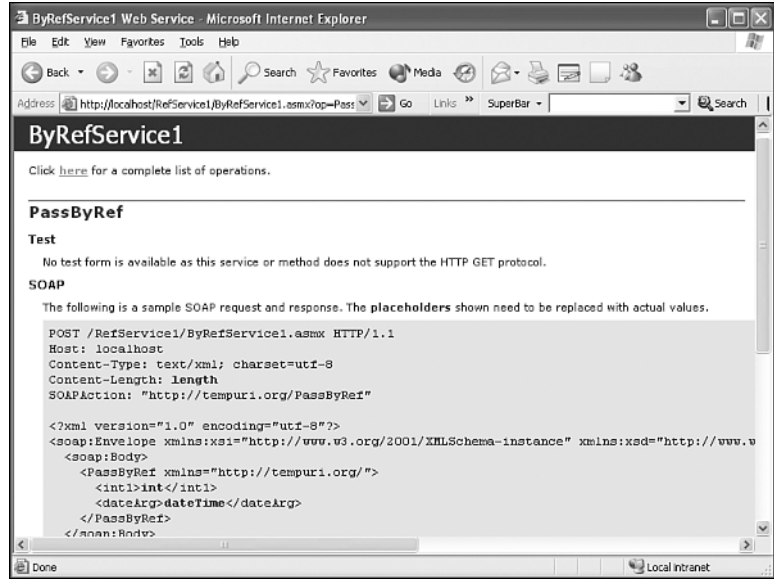 ByRefService1 Web Service - Microsoft Internet Explorer
File Edit View Favorites Tools Help
Back Search Favorites Media
Address http://localhost/RefService1/ByRefService1.asmx?op=Pass Go Links » SuperBar Search
ByRefService1
Click here for a complete list of operations.
PassByRef
Test
No test form is available as this service or method does not support the HTTP GET protocol.
SOAP
The following is a sample SOAP request and response. The placeholders shown need to be replaced with actual values.
POST /RefService1/ByRefService1.asmx HTTP/1.1
Host: localhost
Content-Type: text/xml; charset=utf-8
Content-Length: length
SOAPAction: "http://tempuri.org/PassByRef"
<?xml version="1.0" encoding="utf-8"?>
<soap:Envelope xmlns:xsi="http://www.w3.org/2001/XMLSchema-instance" xmlns:xsd="http://www.w
<soap:Body>
<PassByRef xmlns="http://tempuri.org/">
<int1>int</int1>
<dateArg>dateTime</dateArg>
</PassByRef>
</soap:Body>
Done Local intranet